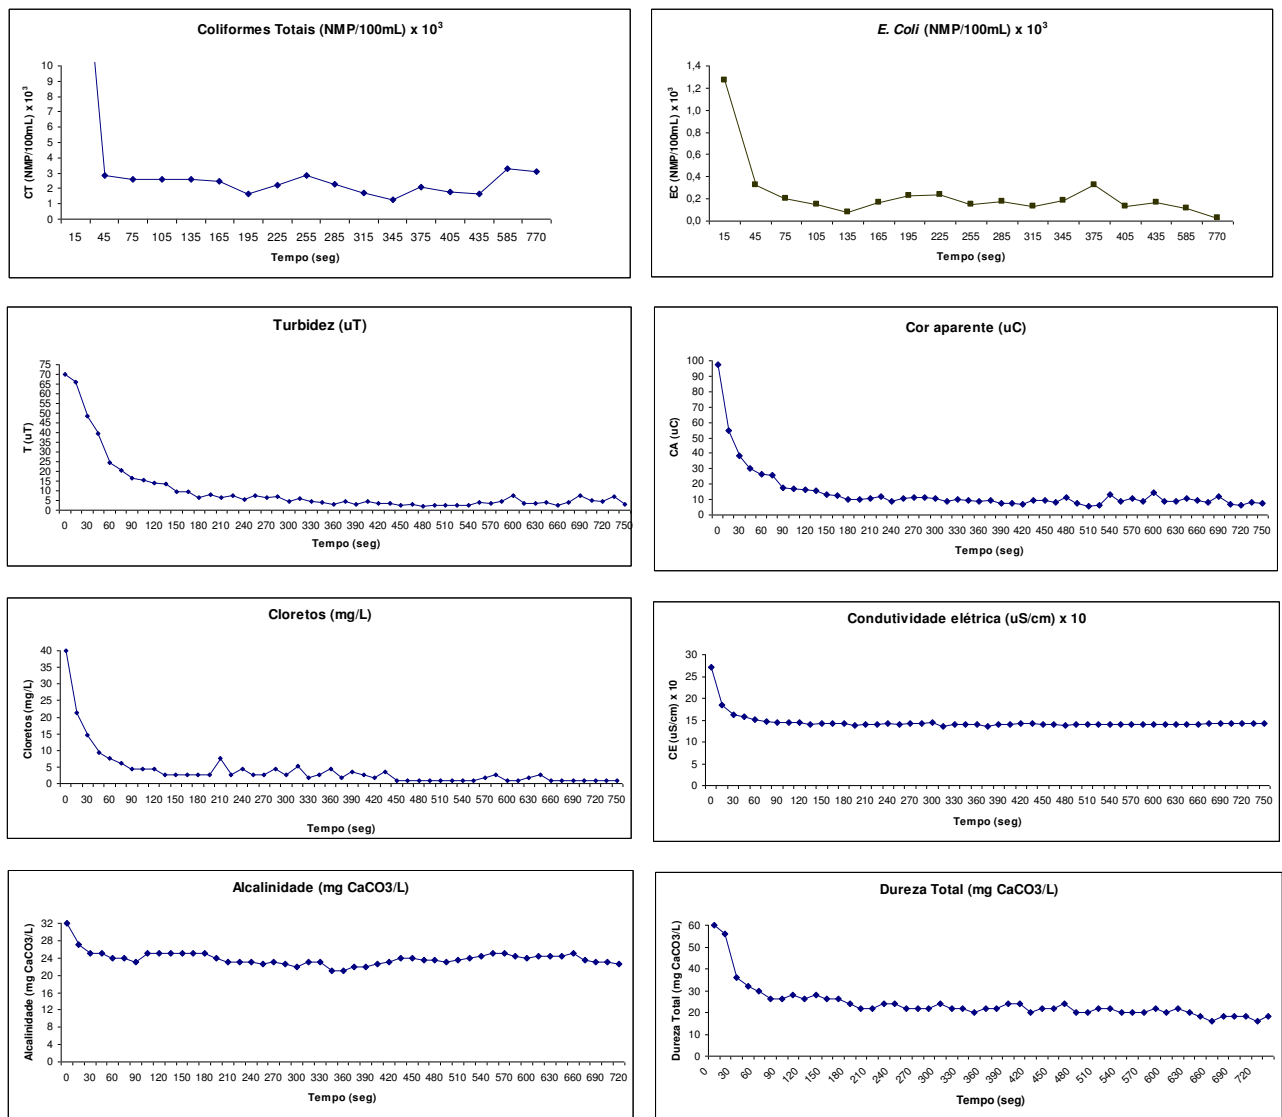 Coliformes Totais (NMP/100mL) x 10³
10
9
8
7
6
5
4
3
2
1
0
CT (NMP/100mL) x 10³
15 45 75 105 135 165 195 225 255 285 315 345 375 405 435 585 770
Tempo (seg)
E. Coli (NMP/100mL) x 10³
1,4
1,2
1,0
0,8
0,6
0,4
0,2
0,0
EC (NMP/100mL) x 10³
15 45 75 105 135 165 195 225 255 285 315 345 375 405 435 585 770
Tempo (seg)
Turbidez (uT)
75
70
65
60
55
50
45
40
35
30
25
20
15
10
5
0
T (uT)
0 30 60 90 120 150 180 210 240 270 300 330 360 390 420 450 480 510 540 570 600 630 660 690 720 750
Tempo (seg)
Cor aparente (uC)
100
90
80
70
60
50
40
30
20
10
0
CA (uC)
0 30 60 90 120 150 180 210 240 270 300 330 360 390 420 450 480 510 540 570 600 630 660 690 720 750
Tempo (seg)
Cloretos (mg/L)
40
35
30
25
20
15
10
5
0
Cloretos (mg/L)
0 30 60 90 120 150 180 210 240 270 300 330 360 390 420 450 480 510 540 570 600 630 660 690 720 750
Tempo (seg)
Condutividade elétrica (uS/cm) x 10
30
25
20
15
10
5
0
CE (uS/cm) x 10
0 30 60 90 120 150 180 210 240 270 300 330 360 390 420 450 480 510 540 570 600 630 660 690 720 750
Tempo (seg)
Alcalinidade (mg CaCO3/L)
32
28
24
20
16
12
8
4
0
Alcalinidade (mg CaCO3/L)
0 30 60 90 120 150 180 210 240 270 300 330 360 390 420 450 480 510 540 570 600 630 660 690 720
Tempo (seg)
Dureza Total (mg CaCO3/L)
60
50
40
30
20
10
0
Dureza Total (mg CaCO3/L)
0 30 60 90 120 150 180 210 240 270 300 330 360 390 420 450 480 510 540 570 600 630 660 690 720
Tempo (seg)